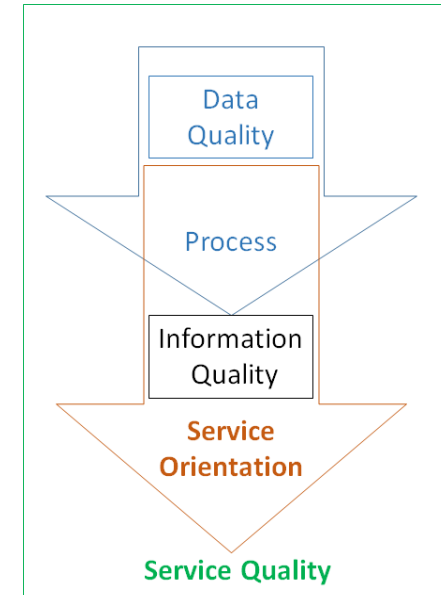 Data
Quality
Process
Information
Quality
Service
Orientation
Service Quality